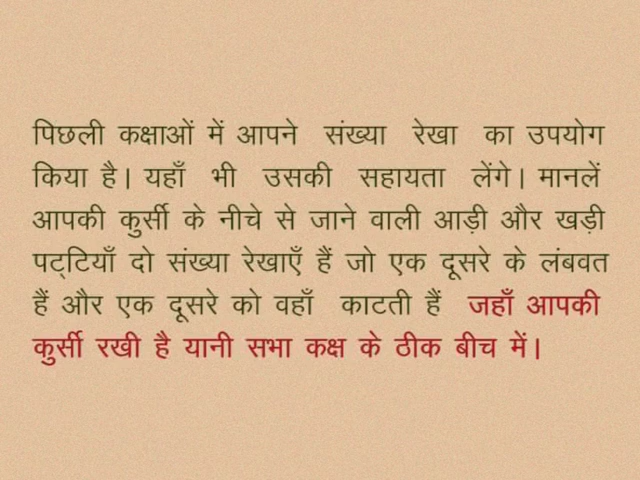 पिछली कक्षाओं में आपने संख्या रेखा का उपयोग
किया है। यहाँ भी उसकी सहायता लेंगे। मानलें
आपकी कुर्सी के नीचे से जाने वाली आड़ी और खड़ी
पट्टियाँ दो संख्या रेखाएँ हैं जो एक दूसरे के लंबवत
हैं और एक दूसरे को वहाँ काटती हैं जहाँ आपकी
कुर्सी रखी है यानी सभा कक्ष के ठीक बीच में।